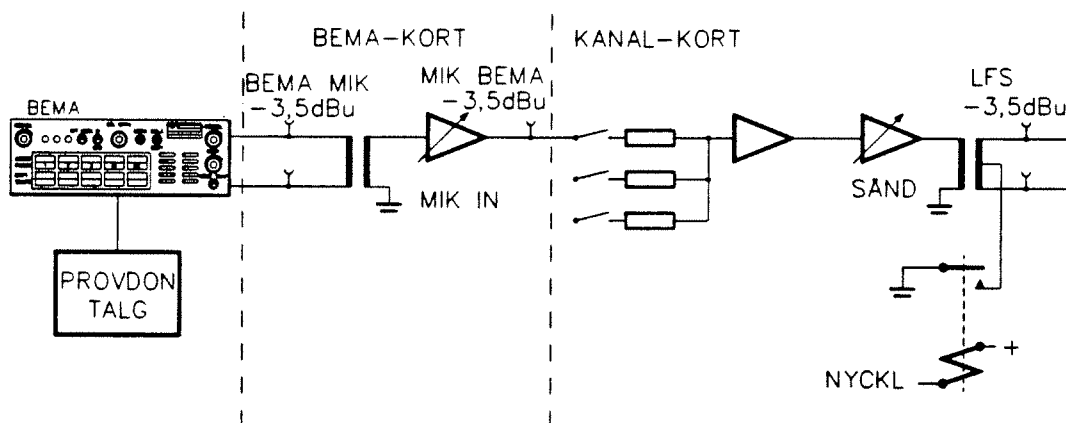 BEMA-KORT
KANAL-KORT
BEMA MIK
-3,5dBu
MIK BEMA
-3,5dBu
LFS
-3,5dBu
BEMA
MIK IN
SÄND
PROVDON
TALG
+
NYCKL